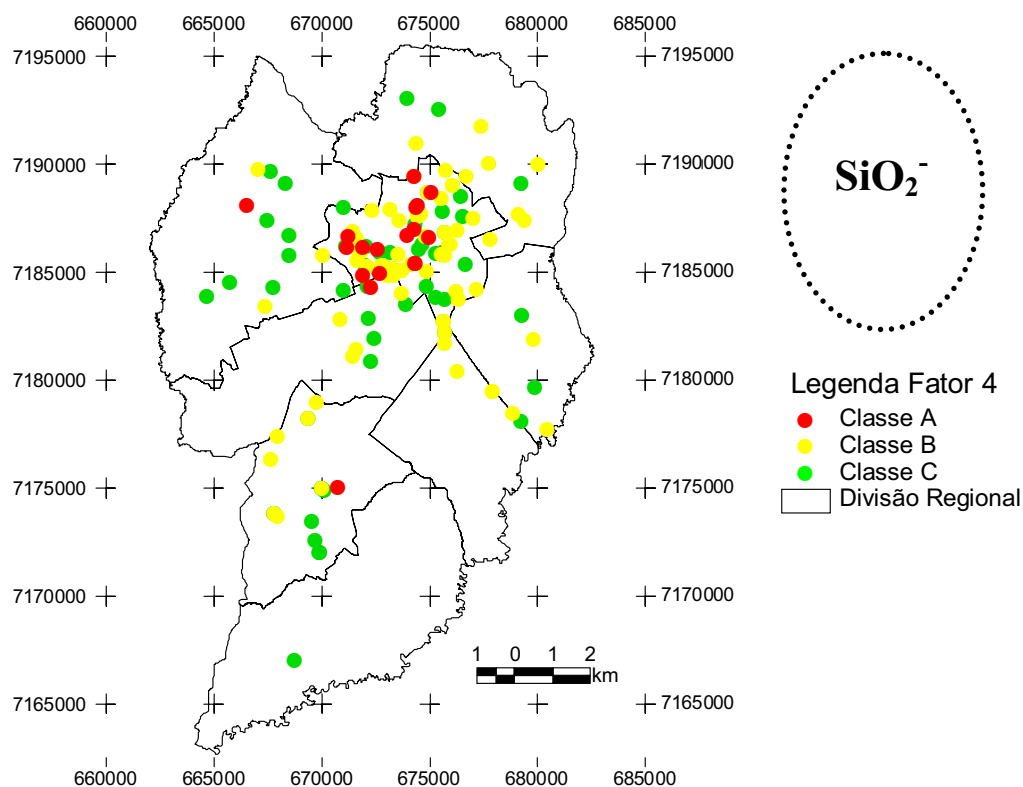 660000 665000 670000 675000 680000 685000
7195000 7195000
7190000 7190000
7185000 7185000
7180000 7180000
7175000 7175000
7170000 7170000
7165000 7165000
660000 665000 670000 675000 680000 685000
1 0 1 2
km
SiO2-
Legenda Fator 4
Classe A
Classe B
Classe C
Divisão Regional